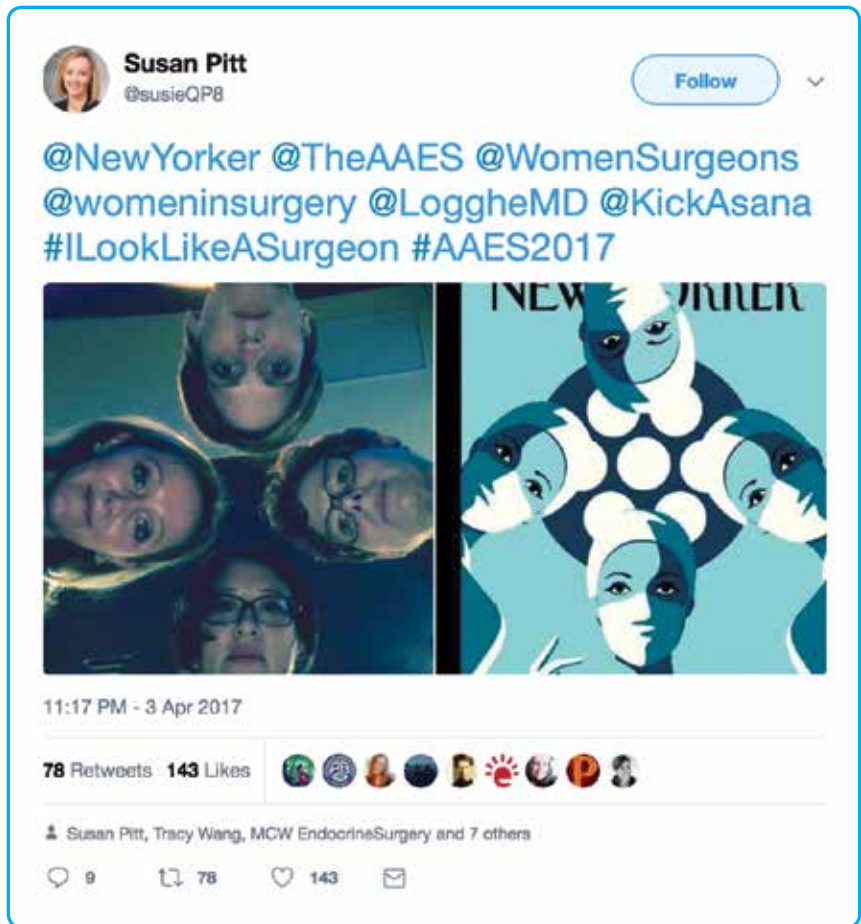 Susan Pitt
@susieQP8
Follow
@NewYorker @TheAAES @WomenSurgeons
@womeninsurgery @LoggheMD @KickAsana
#ILookLikeASurgeon #AAES2017
NEW YORKER
11:17 PM - 3 Apr 2017
78 Retweets 143 Likes
Susan Pitt, Tracy Wang, MCW EndocrineSurgery and 7 others
9 78 143